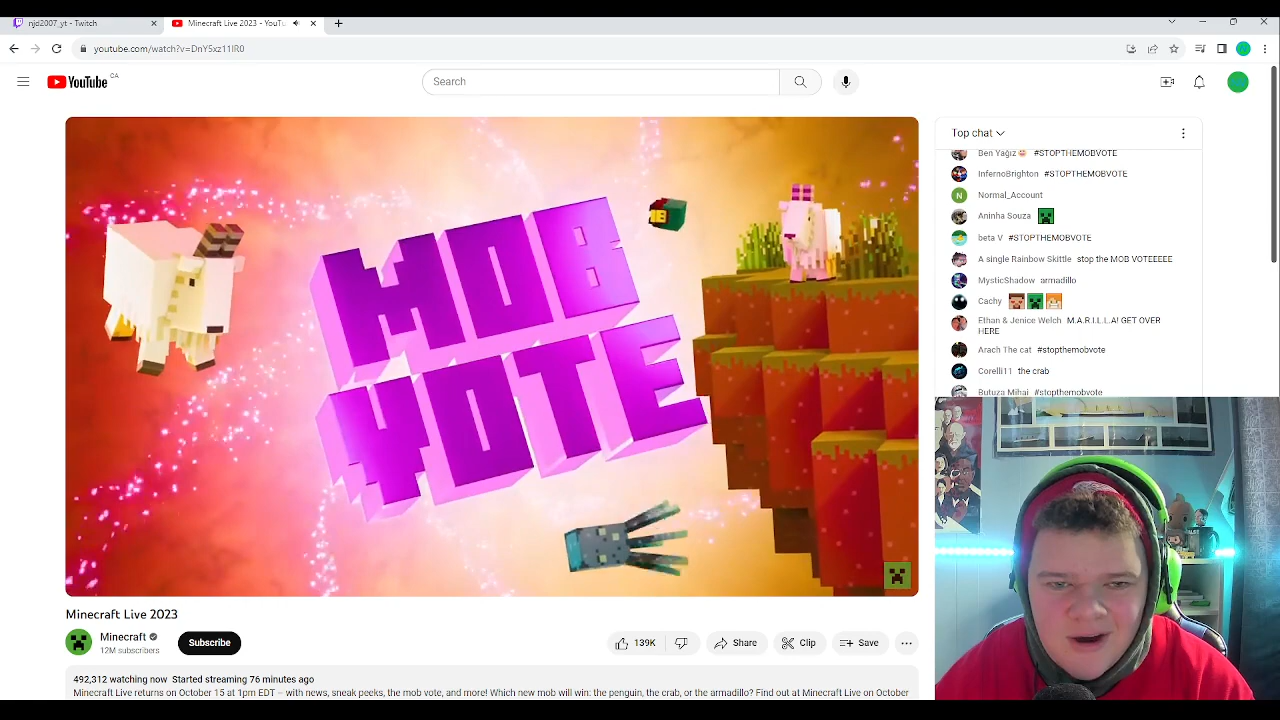 njd2007_yt - Twitch
Minecraft Live 2023 - YouT
youtube.com/watch?v=DnY5xz11IR0
YouTube CA
Search
MOB
VOTE
Top chat
Ben Yağız #STOPTHEMOBVOTE
InfernoBrighton #STOPTHEMOBVOTE
N Normal_Account
Aninha Souza
beta V #STOPTHEMOBVOTE
A single Rainbow Skittle stop the MOB VOTEEEEE
MysticShadow armadillo
Cachy
Ethan & Jenice Welch M.A.R.I.L.L.A! GET OVER
HERE
Arach The cat #stopthemobvote
Corelli11 the crab
Butuza Mihai #stopthemobvote
Minecraft Live 2023
Minecraft
12M subscribers
Subscribe
139K
Share
Clip
Save
492,312 watching now Started streaming 76 minutes ago
Minecraft Live returns on October 15 at 1pm EDT – with news, sneak peeks, the mob vote, and more! Which new mob will win: the penguin, the crab, or the armadillo? Find out at Minecraft Live on October